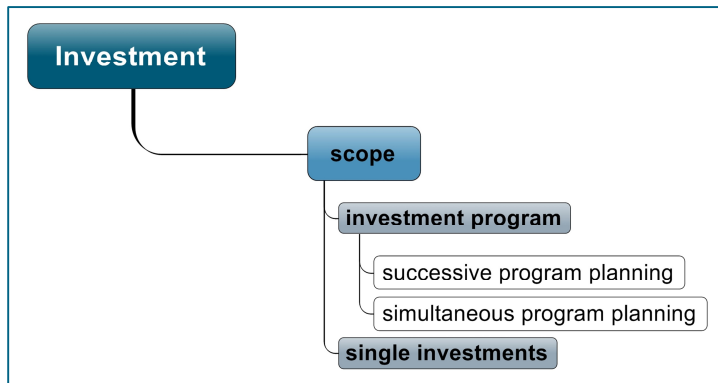 Investment
scope
investment program
successive program planning
simultaneous program planning
single investments